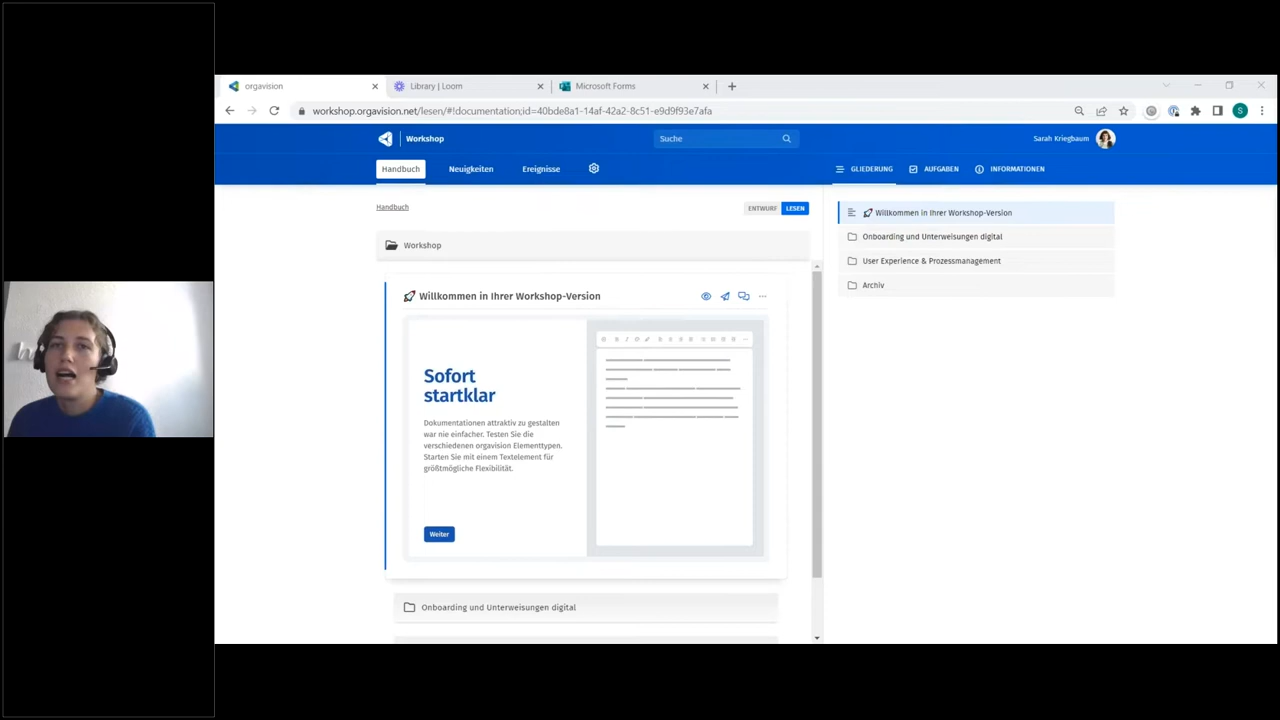 orgavision
Library | Loom
Microsoft Forms
workshop.orgavision.net/lesen/#!documentation;id=40bde8a1-14af-42a2-8c51-e9d9f93e7afa
S
Workshop
Suche
Sarah Kriegbaum
Handbuch
Neuigkeiten
Ereignisse
GLIEDERUNG
AUFGABEN
INFORMATIONEN
Handbuch
ENTWURF
LESEN
Workshop
Willkommen in Ihrer Workshop-Version
Sofort
startklar
Dokumentationen attraktiv zu gestalten
war nie einfacher. Testen Sie die
verschiedenen orgavision Elementtypen.
Starten Sie mit einem Textelement für
größtmögliche Flexibilität.
Weiter
Onboarding und Unterweisungen digital
Willkommen in Ihrer Workshop-Version
Onboarding und Unterweisungen digital
User Experience & Prozessmanagement
Archiv